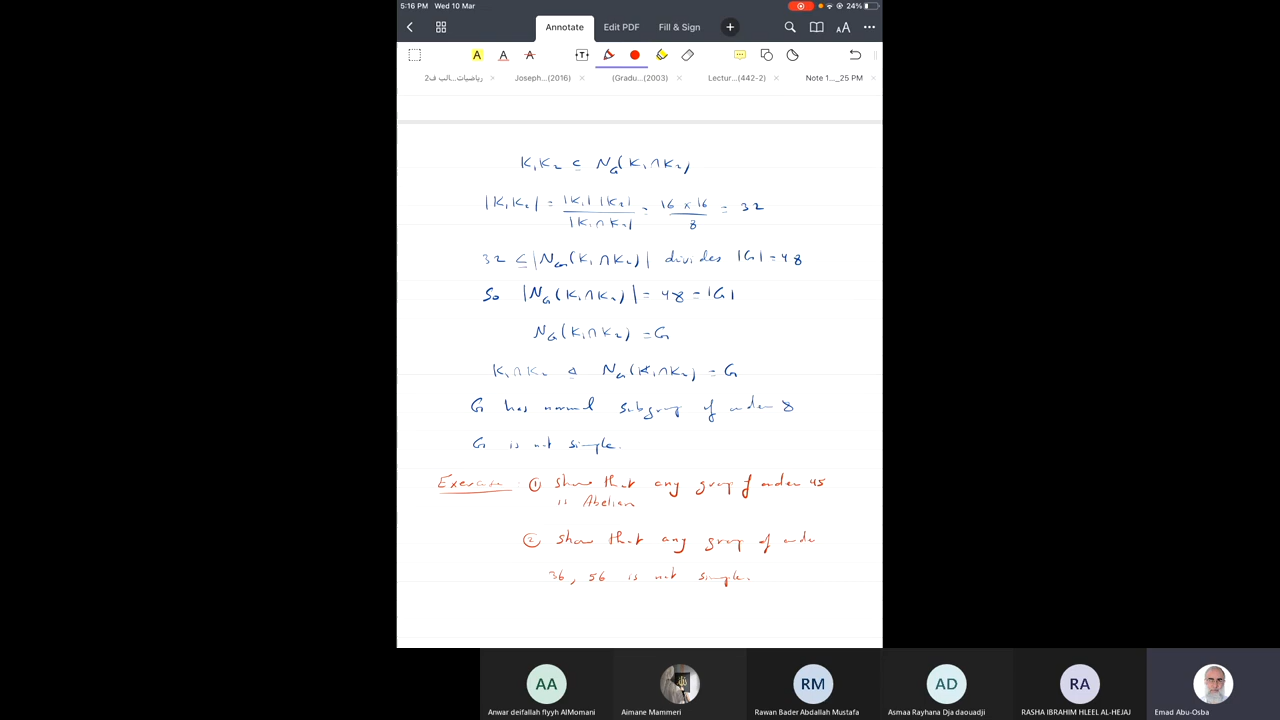 5:16 PM Wed 10 Mar
24%
Annotate Edit PDF Fill & Sign
رياضيات...الب ف2 × Joseph...(2016) × (Gradu...(2003) × Lectur...(442-2) × Note 1..._25 PM ×
K₁K₂ ⊆ N_G(K₁∩K₂)
|K₁K₂| = |K₁| |K₂| / |K₁∩K₂| = 16 × 16 / 8 = 32
32 ≤ |N_G(K₁∩K₂)| divides |G| = 48
So |N_G(K₁∩K₂)| = 48 = |G|
N_G(K₁∩K₂) = G
K₁∩K₂ ⊴ N_G(K₁∩K₂) = G
G has normal subgroup of order 8
G is not simple.
Exercise: ① show that any group of order 45
is Abelian
② show that any group of order
36, 56 is not simple.
AA RM AD RA
Anwar deifallah flyyh AlMomani Aimane Mammeri Rawan Bader Abdallah Mustafa Asmaa Rayhana Dja daouadji RASHA IBRAHIM HLEEL AL-HEJAJ Emad Abu-Osba